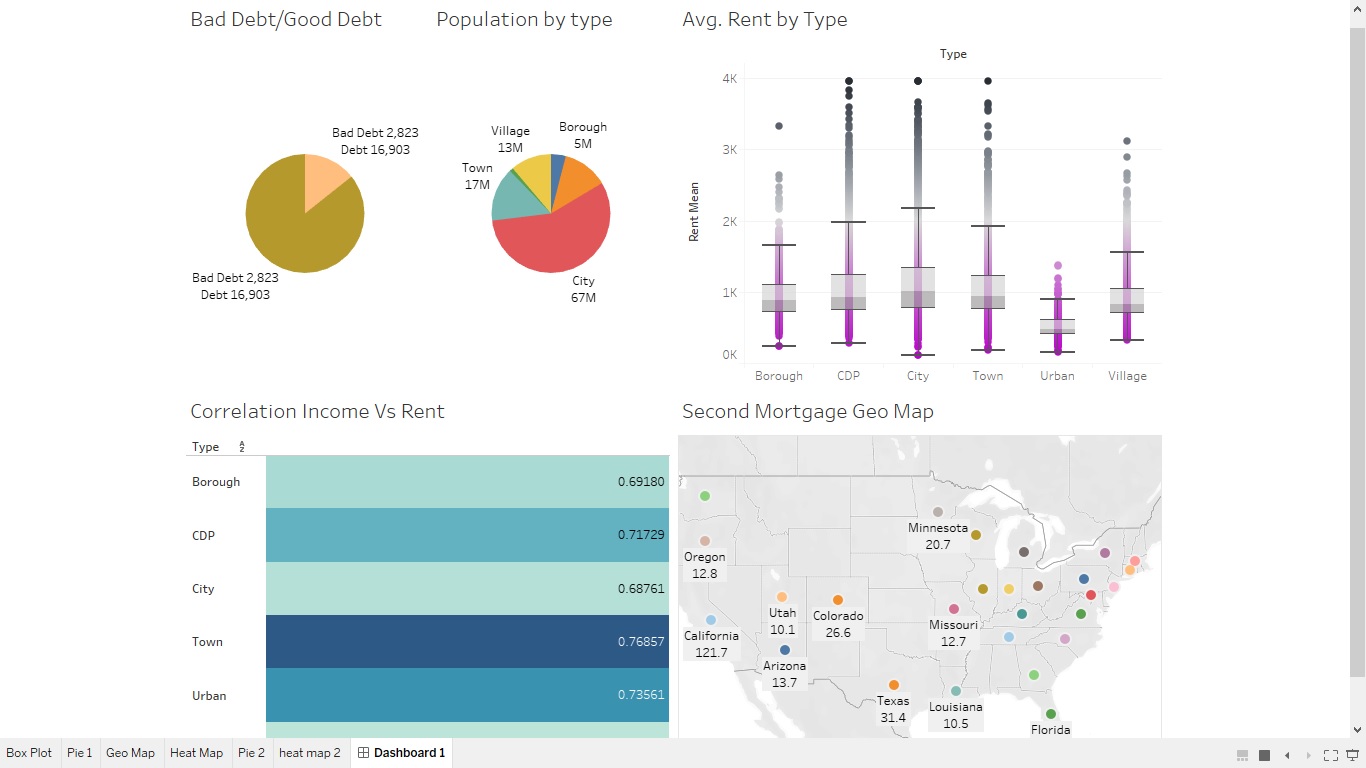 Bad Debt/Good Debt
Population by type
Avg. Rent by Type
Bad Debt 2,823
Debt 16,903
Bad Debt 2,823
Debt 16,903
Village
13M
Borough
5M
Town
17M
City
67M
Type
Rent Mean
4K
3K
2K
1K
0K
Borough
CDP
City
Town
Urban
Village
Correlation Income Vs Rent
Type
Borough
0.69180
CDP
0.71729
City
0.68761
Town
0.76857
Urban
0.73561
Second Mortgage Geo Map
Minnesota
20.7
Oregon
12.8
Utah
10.1
Colorado
26.6
Missouri
12.7
California
121.7
Arizona
13.7
Texas
31.4
Louisiana
10.5
Florida
Box Plot
Pie 1
Geo Map
Heat Map
Pie 2
heat map 2
Dashboard 1